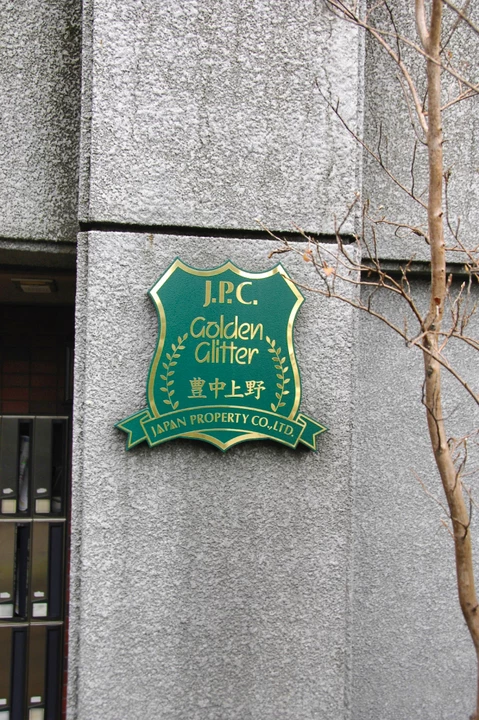 J.P.C.
Golden
Glitter
豊中上野
JAPAN PROPERTY CO.,LTD.